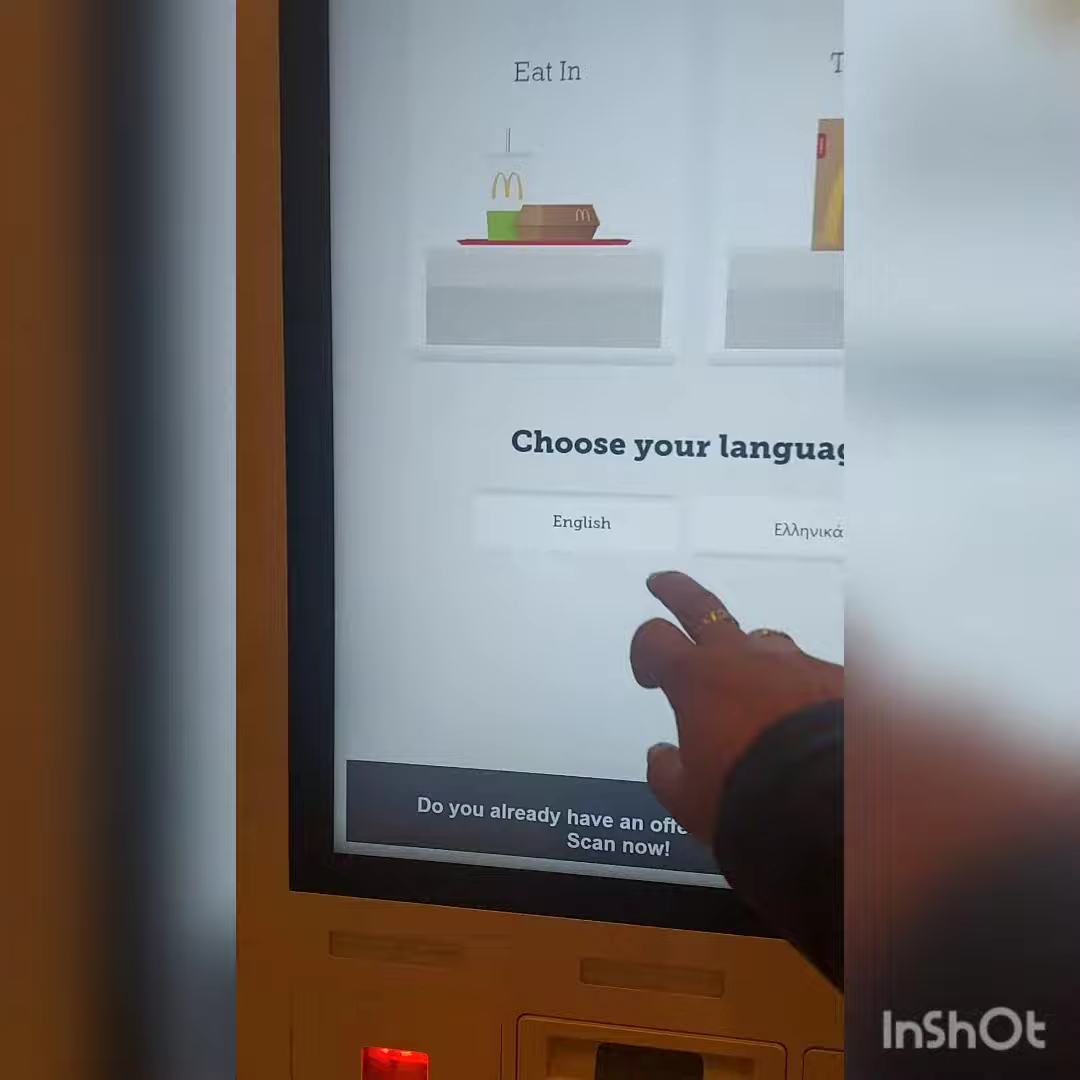 Eat In
Choose your languag
English
Ελληνικά
Do you already have an offe
Scan now!
InShOt